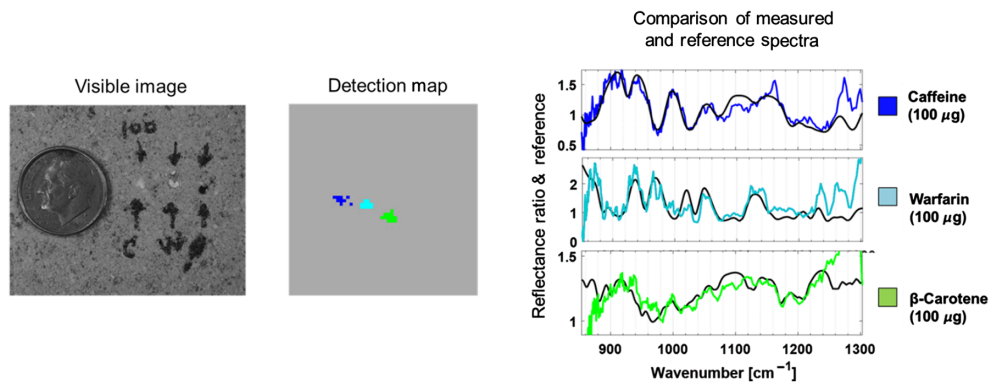 Comparison of measured
and reference spectra
Visible image
Detection map
100
Reflectance ratio & reference
1.5
1
0.5
Caffeine
(100 μg)
2
1
0
Warfarin
(100 μg)
1.5
1
β-Carotene
(100 μg)
900 1000 1100 1200 1300
Wavenumber [cm⁻¹]